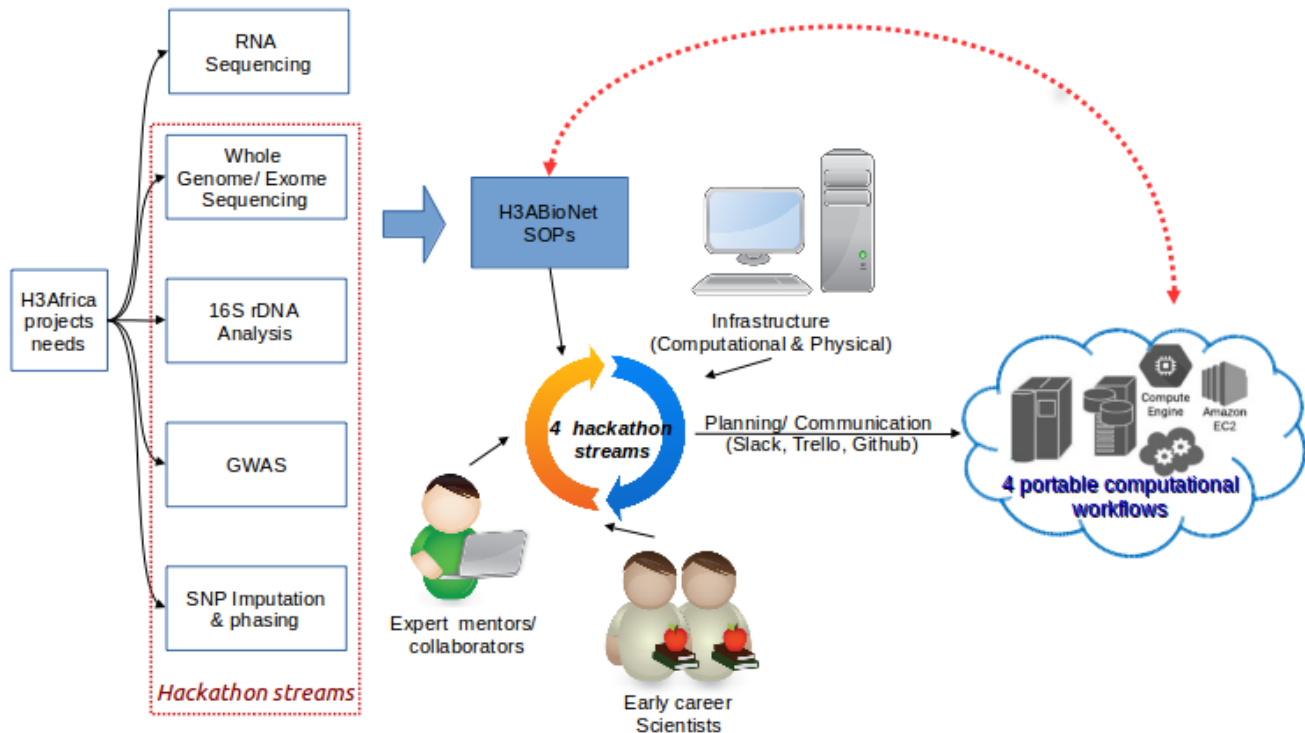 RNA
Sequencing
Whole
Genome/ Exome
Sequencing
H3Africa
projects
needs
16S rDNA
Analysis
GWAS
SNP Imputation
& phasing
Hackathon streams
H3ABioNet
SOPs
Infrastructure
(Computational & Physical)
4 hackathon
streams
Planning/ Communication
(Slack, Trello, Github)
Expert mentors/
collaborators
Early career
Scientists
Compute
Engine
Amazon
EC2
4 portable computational
workflows